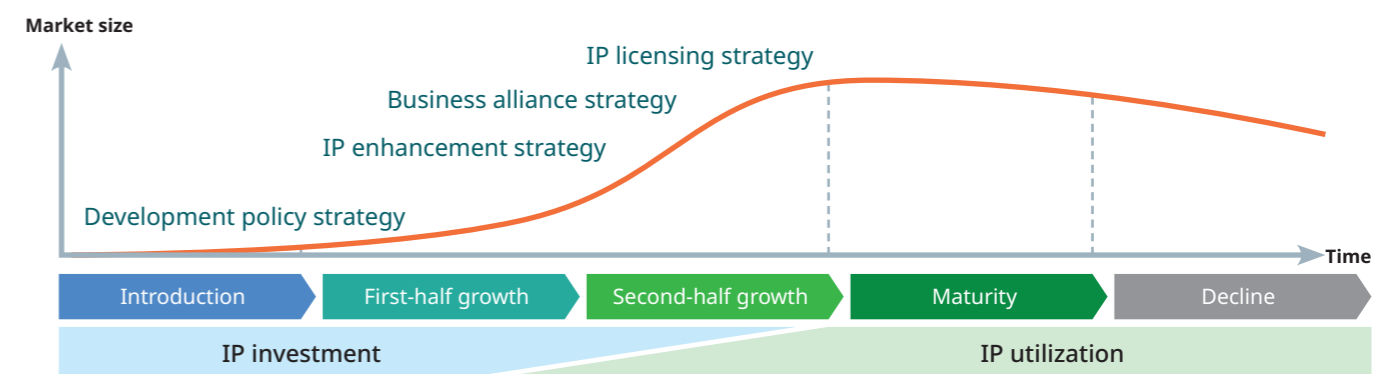 Market size
IP licensing strategy
Business alliance strategy
IP enhancement strategy
Development policy strategy
Time
Introduction
First-half growth
Second-half growth
Maturity
Decline
IP investment
IP utilization